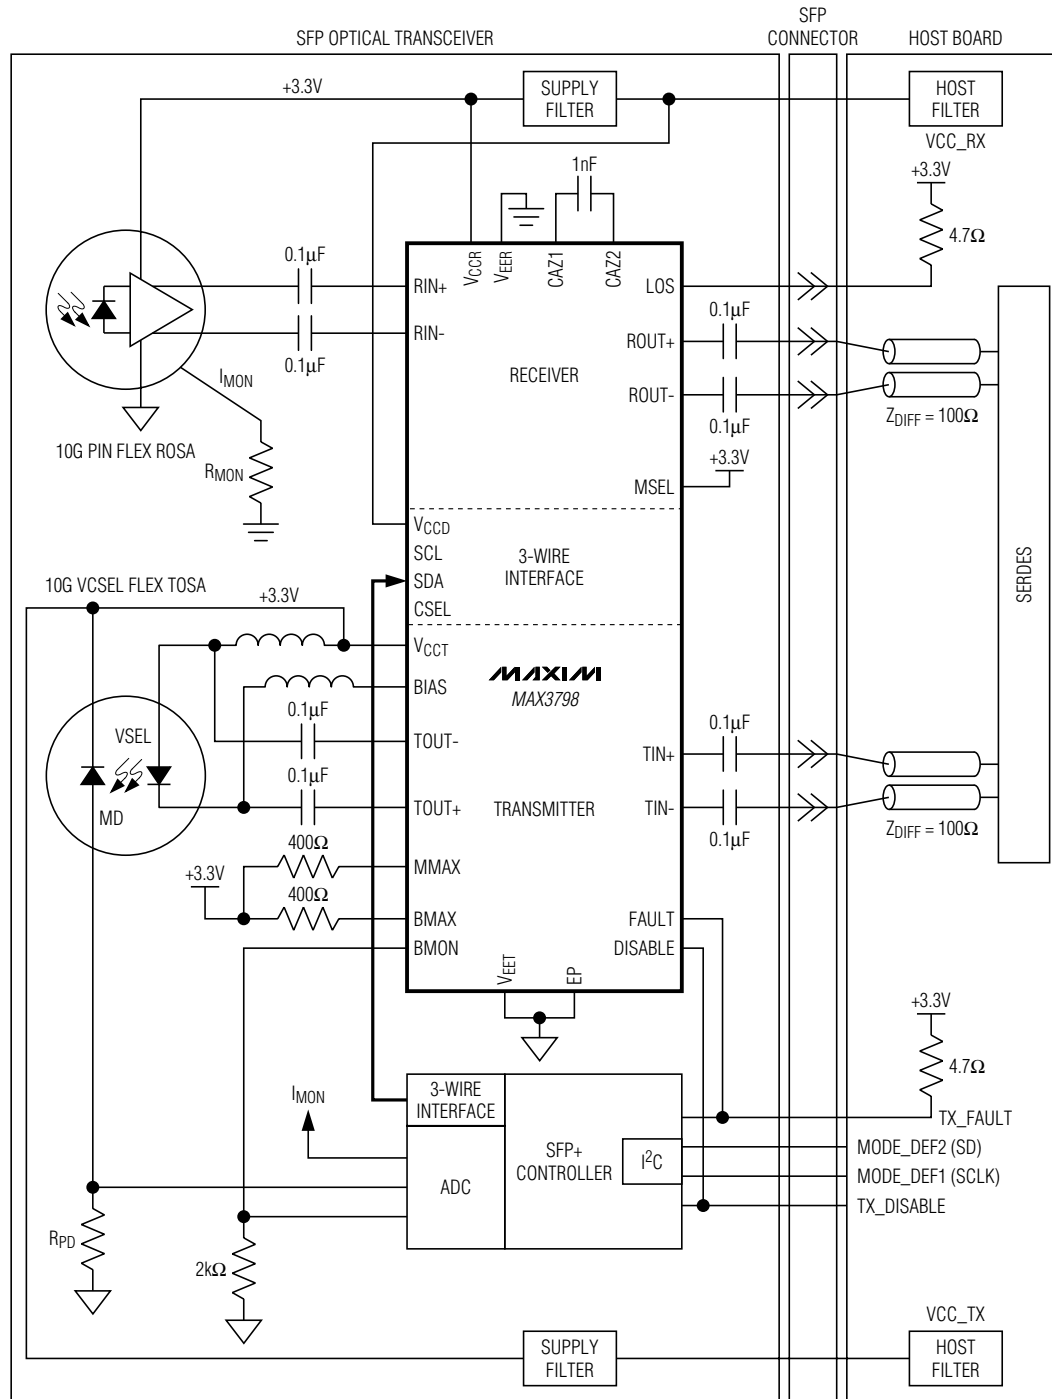 SFP OPTICAL TRANSCEIVER
SFP
CONNECTOR
HOST BOARD
+3.3V
SUPPLY
FILTER
HOST
FILTER
VCC_RX
+3.3V
4.7Ω
1nF
0.1µF
VCCR
VEER
CAZ1
CAZ2
RIN+
LOS
0.1µF
RIN-
ROUT+
0.1µF
RECEIVER
ROUT-
0.1µF
ZDIFF = 100Ω
IMON
10G PIN FLEX ROSA
RMON
+3.3V
MSEL
VCCD
SCL
SDA
CSEL
3-WIRE
INTERFACE
SERDES
10G VCSEL FLEX TOSA
+3.3V
VCCT
MAXIM
MAX3798
BIAS
0.1µF
0.1µF
VSEL
TOUT-
TIN+
0.1µF
MD
TOUT+
TRANSMITTER
TIN-
0.1µF
ZDIFF = 100Ω
400Ω
MMAX
+3.3V
400Ω
BMAX
FAULT
BMON
DISABLE
VEET
EP
+3.3V
4.7Ω
IMON
3-WIRE
INTERFACE
TX_FAULT
SFP+
CONTROLLER
I2C
MODE_DEF2 (SD)
MODE_DEF1 (SCLK)
ADC
TX_DISABLE
RPD
2kΩ
VCC_TX
SUPPLY
FILTER
HOST
FILTER